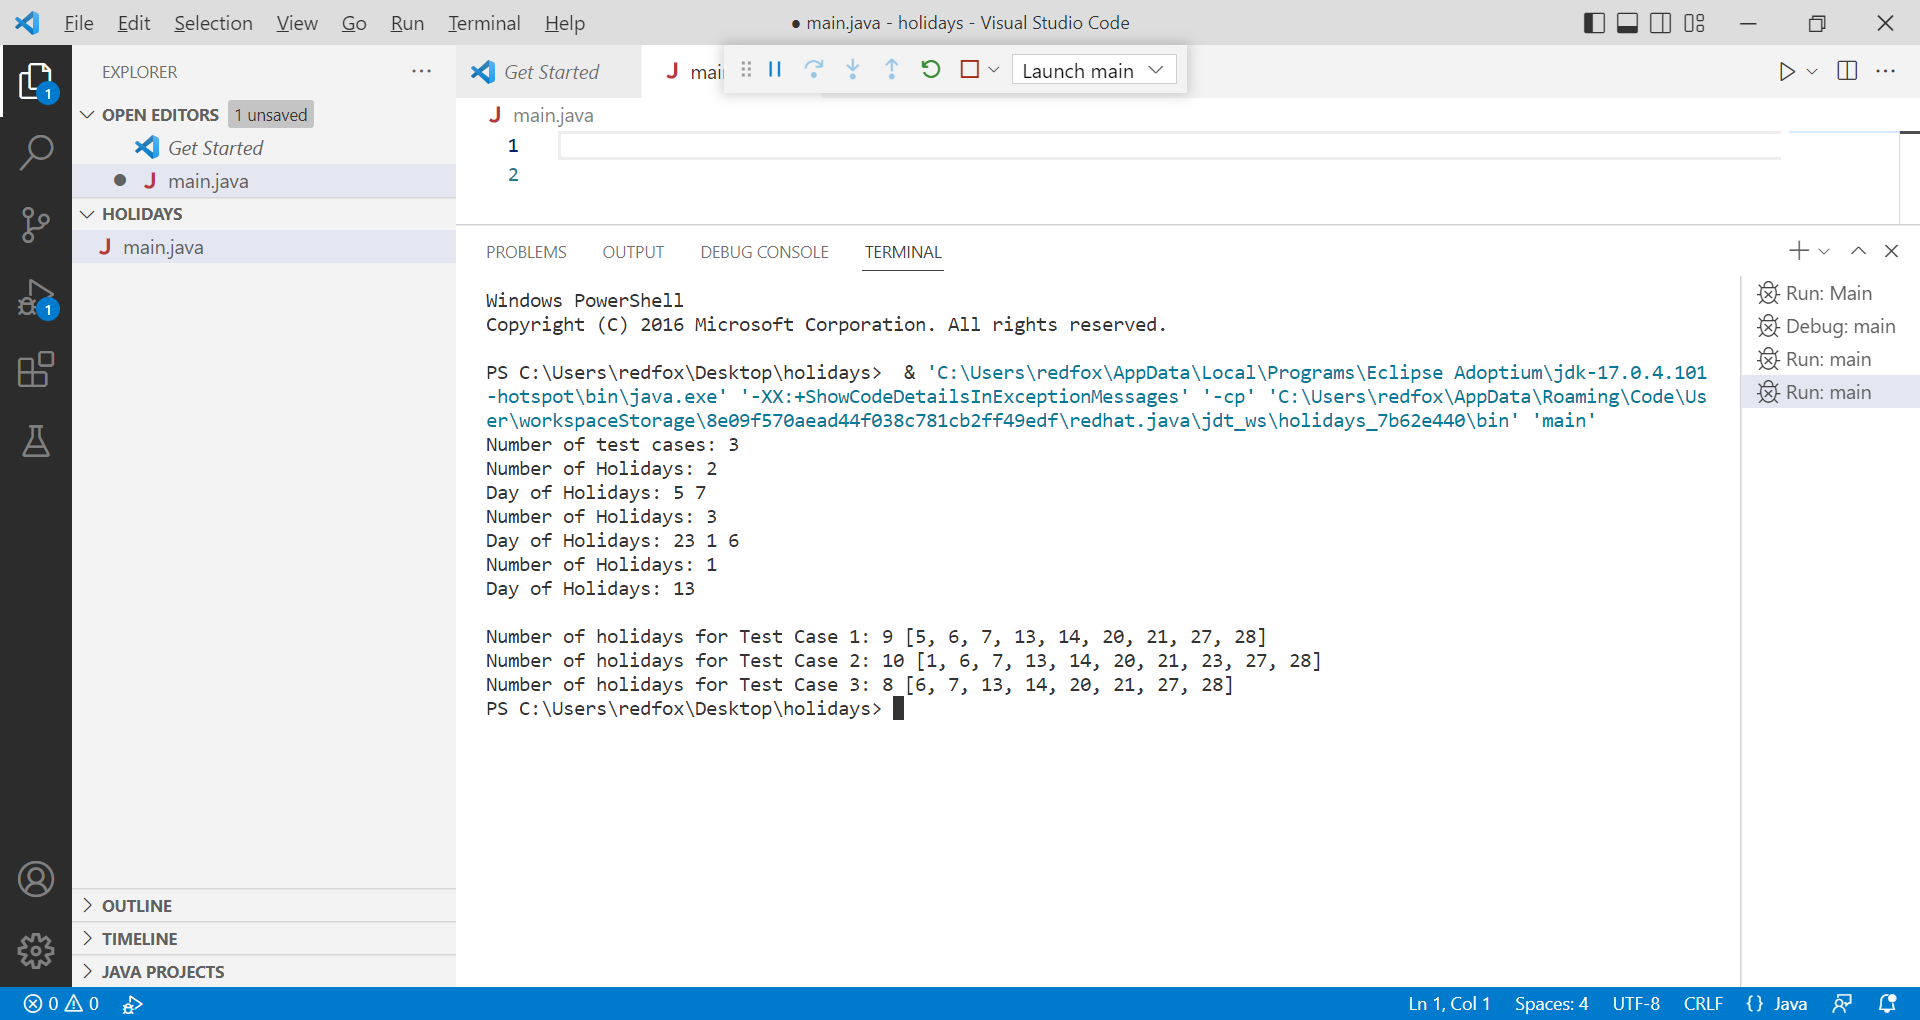 File Edit Selection View Go Run Terminal Help
● main.java - holidays - Visual Studio Code
EXPLORER
OPEN EDITORS 1 unsaved
Get Started
main.java
HOLIDAYS
main.java
OUTLINE
TIMELINE
JAVA PROJECTS
1
1
Get Started
mai
Launch main
main.java
1
2
PROBLEMS OUTPUT DEBUG CONSOLE TERMINAL
Windows PowerShell
Copyright (C) 2016 Microsoft Corporation. All rights reserved.
PS C:\Users\redfox\Desktop\holidays>  & 'C:\Users\redfox\AppData\Local\Programs\Eclipse Adoptium\jdk-17.0.4.101
-hotspot\bin\java.exe' '-XX:+ShowCodeDetailsInExceptionMessages' '-cp' 'C:\Users\redfox\AppData\Roaming\Code\Us
er\workspaceStorage\8e09f570aead44f038c781cb2ff49edf\redhat.java\jdt_ws\holidays_7b62e440\bin' 'main'
Number of test cases: 3
Number of Holidays: 2
Day of Holidays: 5 7
Number of Holidays: 3
Day of Holidays: 23 1 6
Number of Holidays: 1
Day of Holidays: 13
Number of holidays for Test Case 1: 9 [5, 6, 7, 13, 14, 20, 21, 27, 28]
Number of holidays for Test Case 2: 10 [1, 6, 7, 13, 14, 20, 21, 23, 27, 28]
Number of holidays for Test Case 3: 8 [6, 7, 13, 14, 20, 21, 27, 28]
PS C:\Users\redfox\Desktop\holidays>
Run: Main
Debug: main
Run: main
Run: main
0 0
Ln 1, Col 1 Spaces: 4 UTF-8 CRLF {} Java